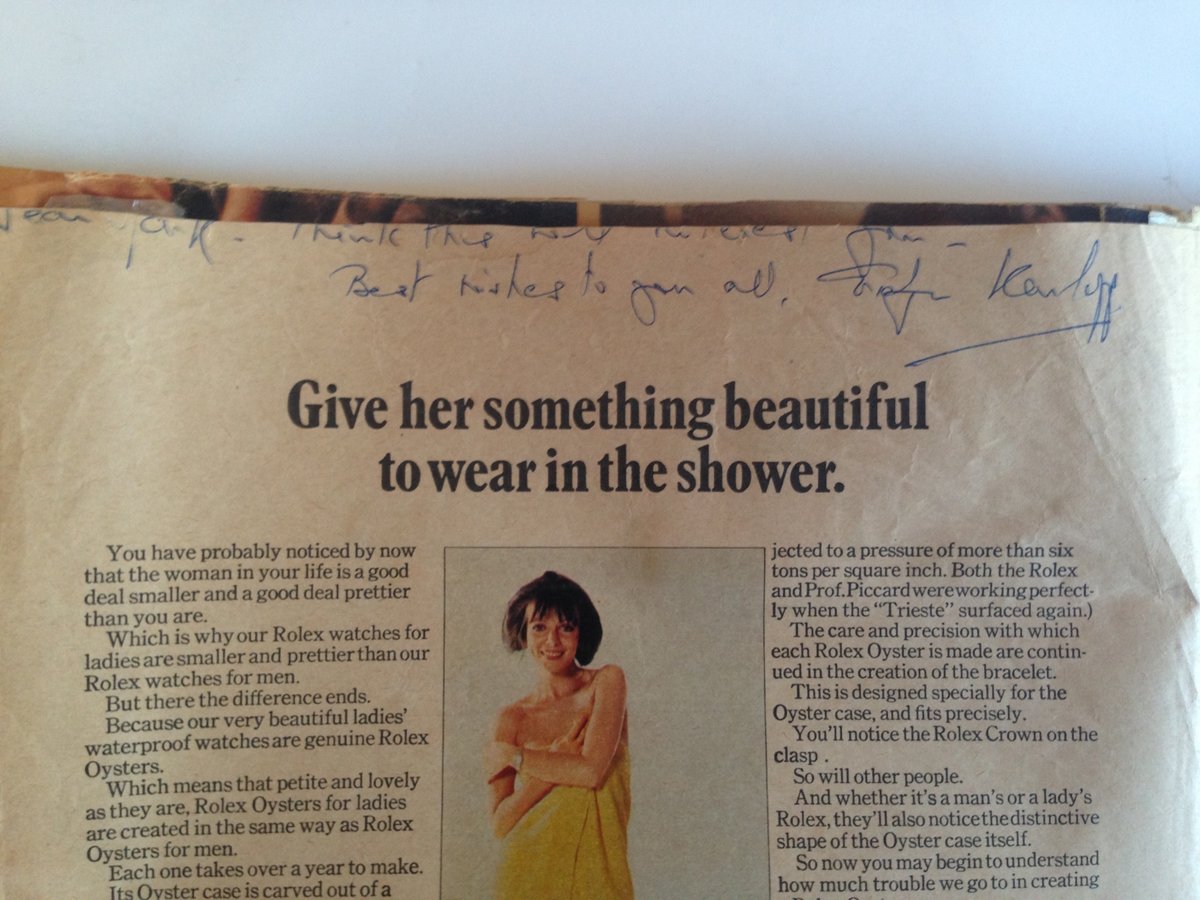 Think this will interest you -
Best wishes to you all,
Give her something beautiful
to wear in the shower.
You have probably noticed by now
that the woman in your life is a good
deal smaller and a good deal prettier
than you are.
Which is why our Rolex watches for
ladies are smaller and prettier than our
Rolex watches for men.
But there the difference ends.
Because our very beautiful ladies'
waterproof watches are genuine Rolex
Oysters.
Which means that petite and lovely
as they are, Rolex Oysters for ladies
are created in the same way as Rolex
Oysters for men.
Each one takes over a year to make.
Its Oyster case is carved out of a
jected to a pressure of more than six
tons per square inch. Both the Rolex
and Prof. Piccard were working perfect-
ly when the "Trieste" surfaced again.)
The care and precision with which
each Rolex Oyster is made are contin-
ued in the creation of the bracelet.
This is designed specially for the
Oyster case, and fits precisely.
You'll notice the Rolex Crown on the
clasp .
So will other people.
And whether it's a man's or a lady's
Rolex, they'll also notice the distinctive
shape of the Oyster case itself.
So now you may begin to understand
how much trouble we go to in creating